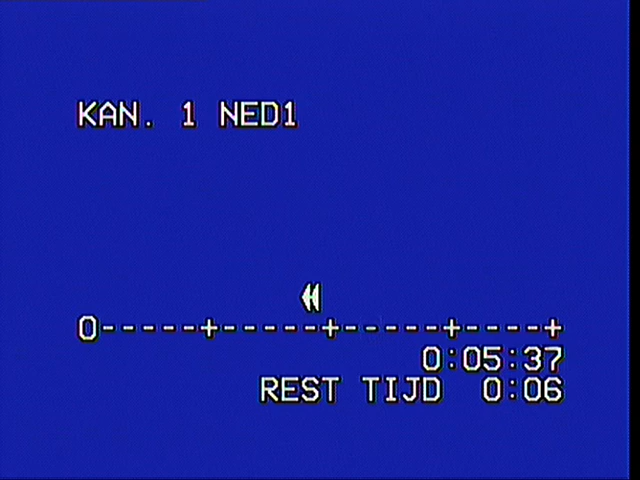 KAN. 1 NED1
0-----+-----+-----+----+
0:05:37
REST TIJD 0:06